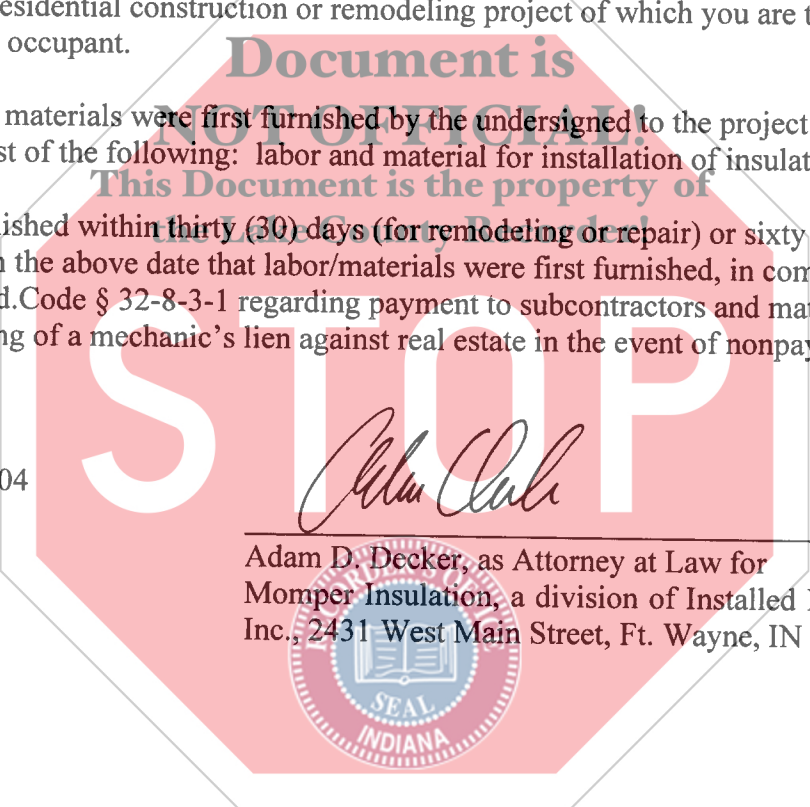 esidential construction or remodeling project of which you are t
occupant.
Document is
NOT OFFICIAL!
materials were first furnished by the undersigned to the project
st of the following: labor and material for installation of insulat
This Document is the property of
the Lake County Recorder!
ished within thirty (30) days (for remodeling or repair) or sixty
the above date that labor/materials were first furnished, in com
d.Code § 32-8-3-1 regarding payment to subcontractors and mat
ng of a mechanic's lien against real estate in the event of nonpay
STOP
04
Adam D. Decker, as Attorney at Law for
Momper Insulation, a division of Installed
Inc., 2431 West Main Street, Ft. Wayne, IN
RECORDER'S OFFICE
SEAL
INDIANA